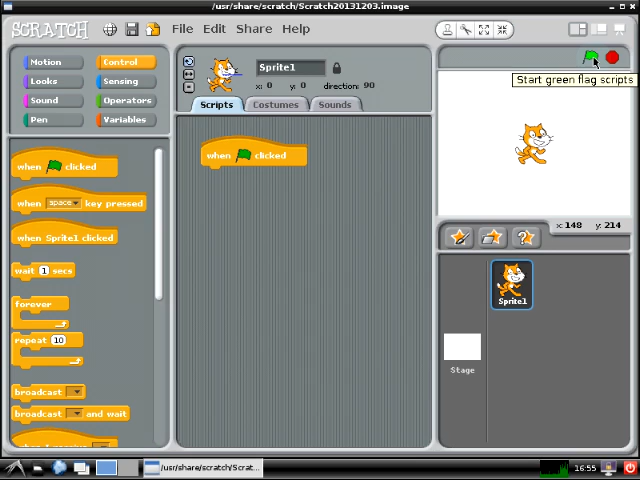 /usr/share/scratch/Scratch20131203.image
SCRATCH File Edit Share Help
Motion Control
Looks Sensing
Sound Operators
Pen Variables
Sprite1
x: 0 y: 0 direction: 90
Scripts Costumes Sounds
when clicked
Start green flag scripts
when clicked
when space key pressed
when Sprite1 clicked
wait 1 secs
forever
repeat 10
broadcast
broadcast and wait
x: 148 y: 214
Sprite1
Stage
/usr/share/scratch/Scrat...
16:55